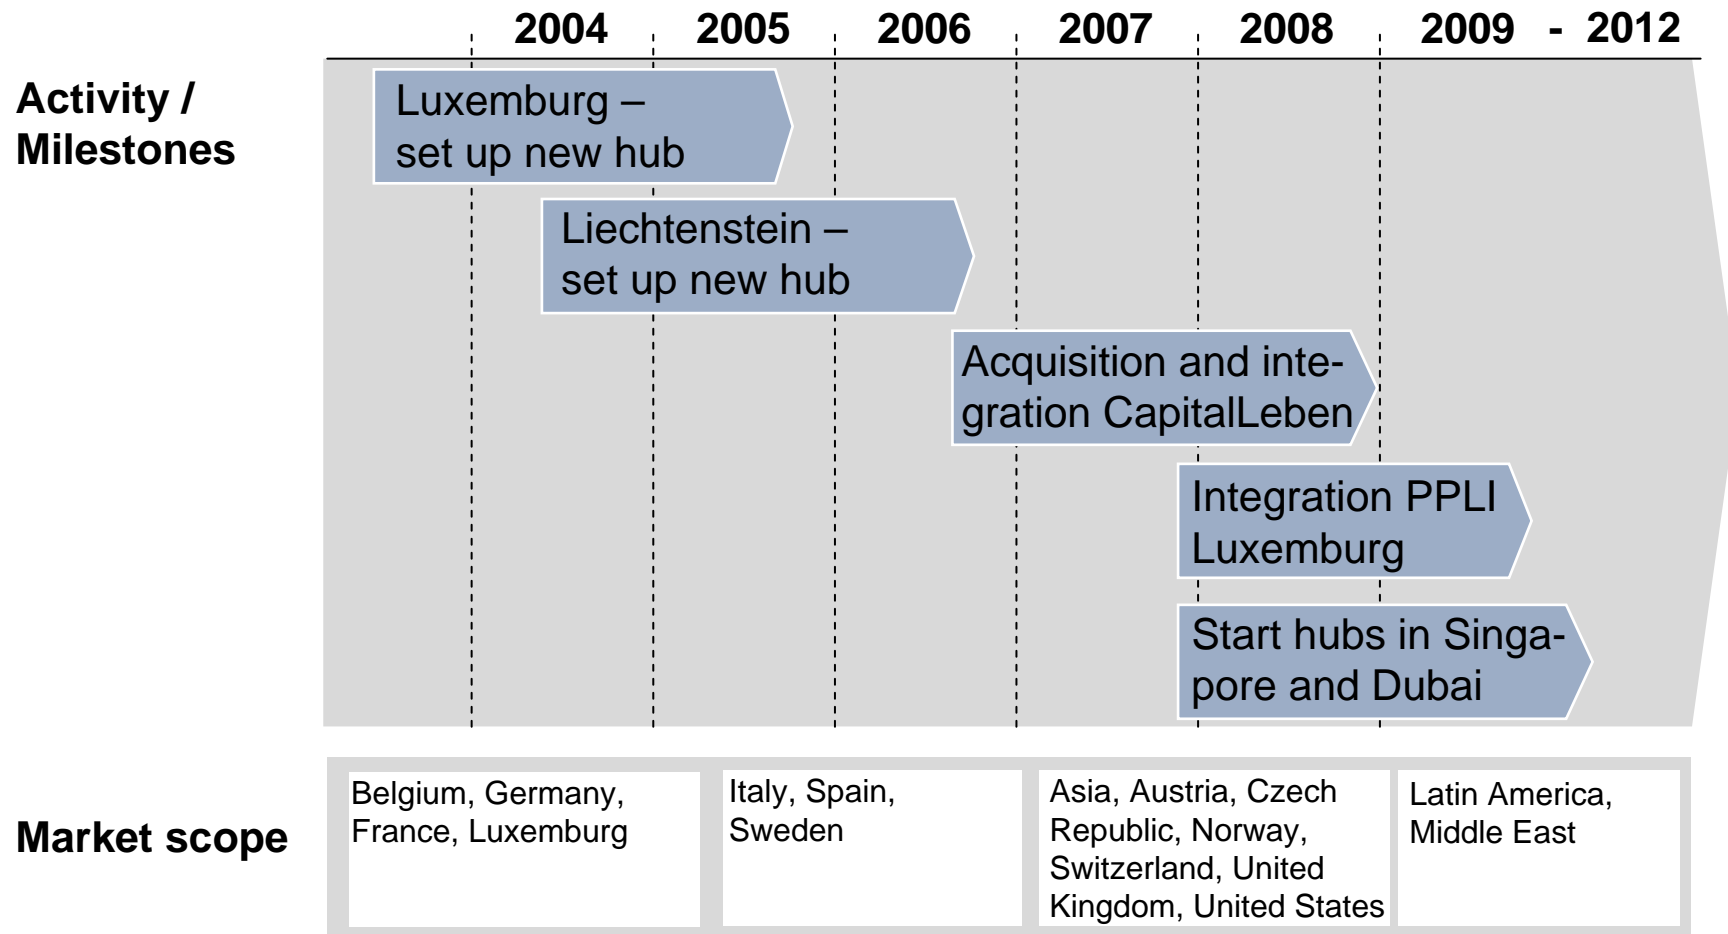 2004 2005 2006 2007 2008 2009 - 2012
Activity /
Milestones
Luxemburg –
set up new hub
Liechtenstein –
set up new hub
Acquisition and inte-
gration CapitalLeben
Integration PPLI
Luxemburg
Start hubs in Singa-
pore and Dubai
Market scope
Belgium, Germany,
France, Luxemburg
Italy, Spain,
Sweden
Asia, Austria, Czech
Republic, Norway,
Switzerland, United
Kingdom, United States
Latin America,
Middle East